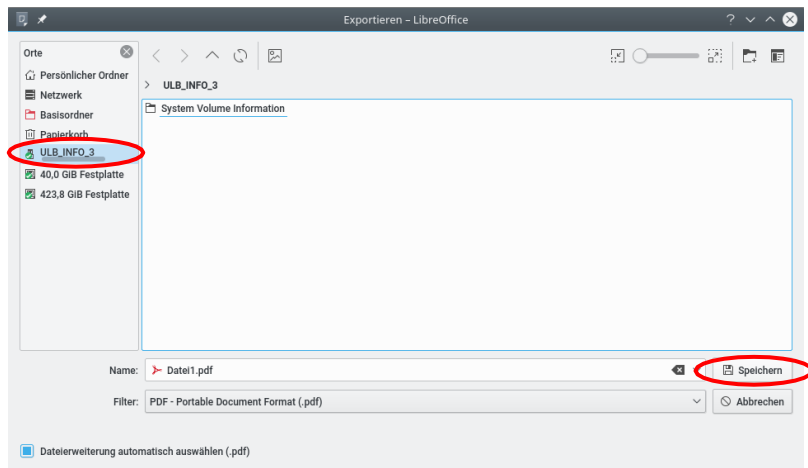 Exportieren – LibreOffice
Orte
Persönlicher Ordner
Netzwerk
Basisordner
Papierkorb
ULB_INFO_3
40,0 GiB Festplatte
423,8 GiB Festplatte
> ULB_INFO_3
System Volume Information
Name: Datei1.pdf
Speichern
Filter: PDF - Portable Document Format (.pdf)
Abbrechen
Dateierweiterung automatisch auswählen (.pdf)